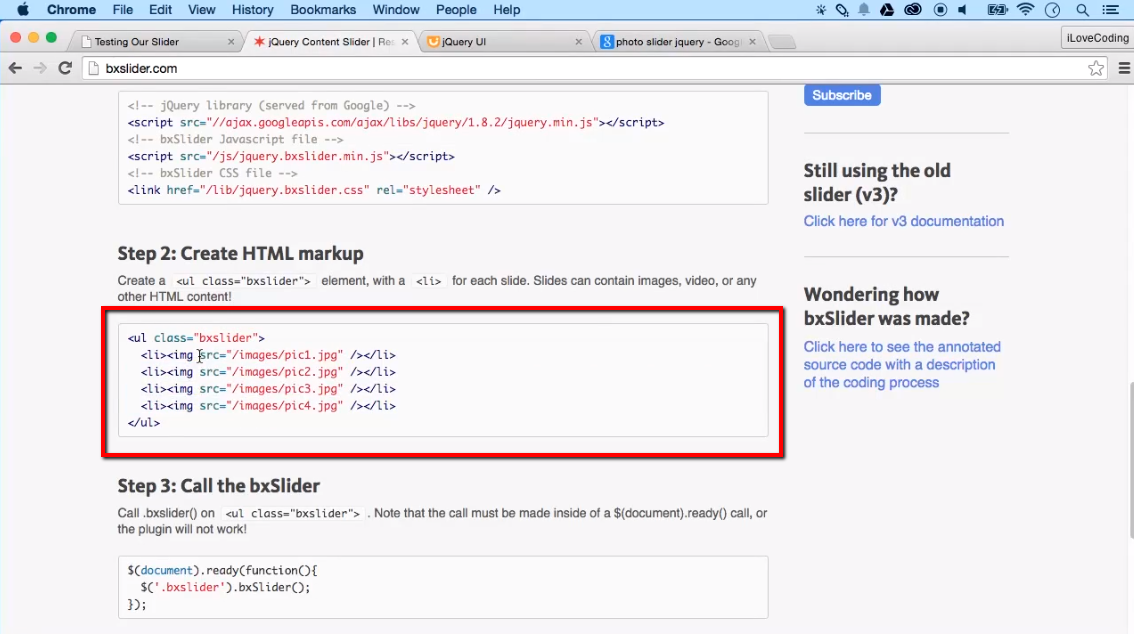 Chrome File Edit View History Bookmarks Window People Help
Testing Our Slider
jQuery Content Slider | Res
jQuery UI
photo slider jquery - Goog
iLoveCoding
bxslider.com
<!-- jQuery library (served from Google) -->
<script src="//ajax.googleapis.com/ajax/libs/jquery/1.8.2/jquery.min.js"></script>
<!-- bxSlider Javascript file -->
<script src="/js/jquery.bxslider.min.js"></script>
<!-- bxSlider CSS file -->
<link href="/lib/jquery.bxslider.css" rel="stylesheet" />
Step 2: Create HTML markup
Create a <ul class="bxslider"> element, with a <li> for each slide. Slides can contain images, video, or any
other HTML content!
<ul class="bxslider">
<li><img src="/images/pic1.jpg" /></li>
<li><img src="/images/pic2.jpg" /></li>
<li><img src="/images/pic3.jpg" /></li>
<li><img src="/images/pic4.jpg" /></li>
</ul>
Step 3: Call the bxSlider
Call .bxslider() on <ul class="bxslider"> . Note that the call must be made inside of a $(document).ready() call, or
the plugin will not work!
$(document).ready(function(){
$('.bxslider').bxSlider();
});
Subscribe
Still using the old
slider (v3)?
Click here for v3 documentation
Wondering how
bxSlider was made?
Click here to see the annotated
source code with a description
of the coding process